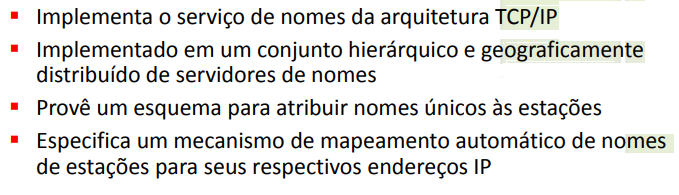 ▪ Implementa o serviço de nomes da arquitetura TCP/IP
▪ Implementado em um conjunto hierárquico e geograficamente
distribuído de servidores de nomes
▪ Provê um esquema para atribuir nomes únicos às estações
▪ Especifica um mecanismo de mapeamento automático de nomes
de estações para seus respectivos endereços IP